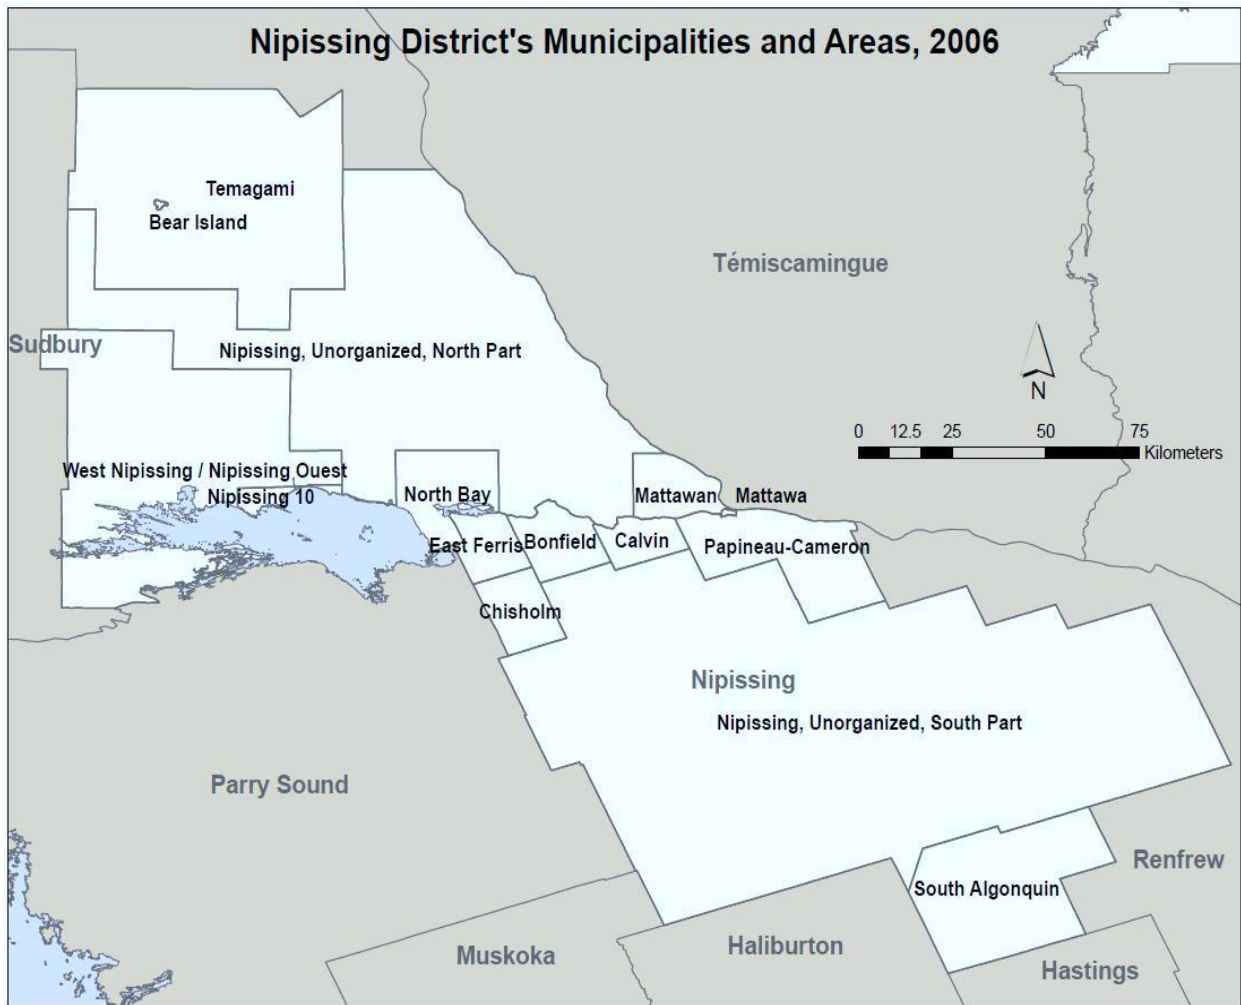 Nipissing District's Municipalities and Areas, 2006
Temagami
Bear Island
Témiscamingue
Sudbury
Nipissing, Unorganized, North Part
N
0 12.5 25 50 75
Kilometers
West Nipissing / Nipissing Ouest
Nipissing 10
North Bay
Mattawan
Mattawa
East Ferris
Bonfield
Calvin
Papineau-Cameron
Chisholm
Nipissing
Nipissing, Unorganized, South Part
Parry Sound
Renfrew
South Algonquin
Muskoka
Haliburton
Hastings